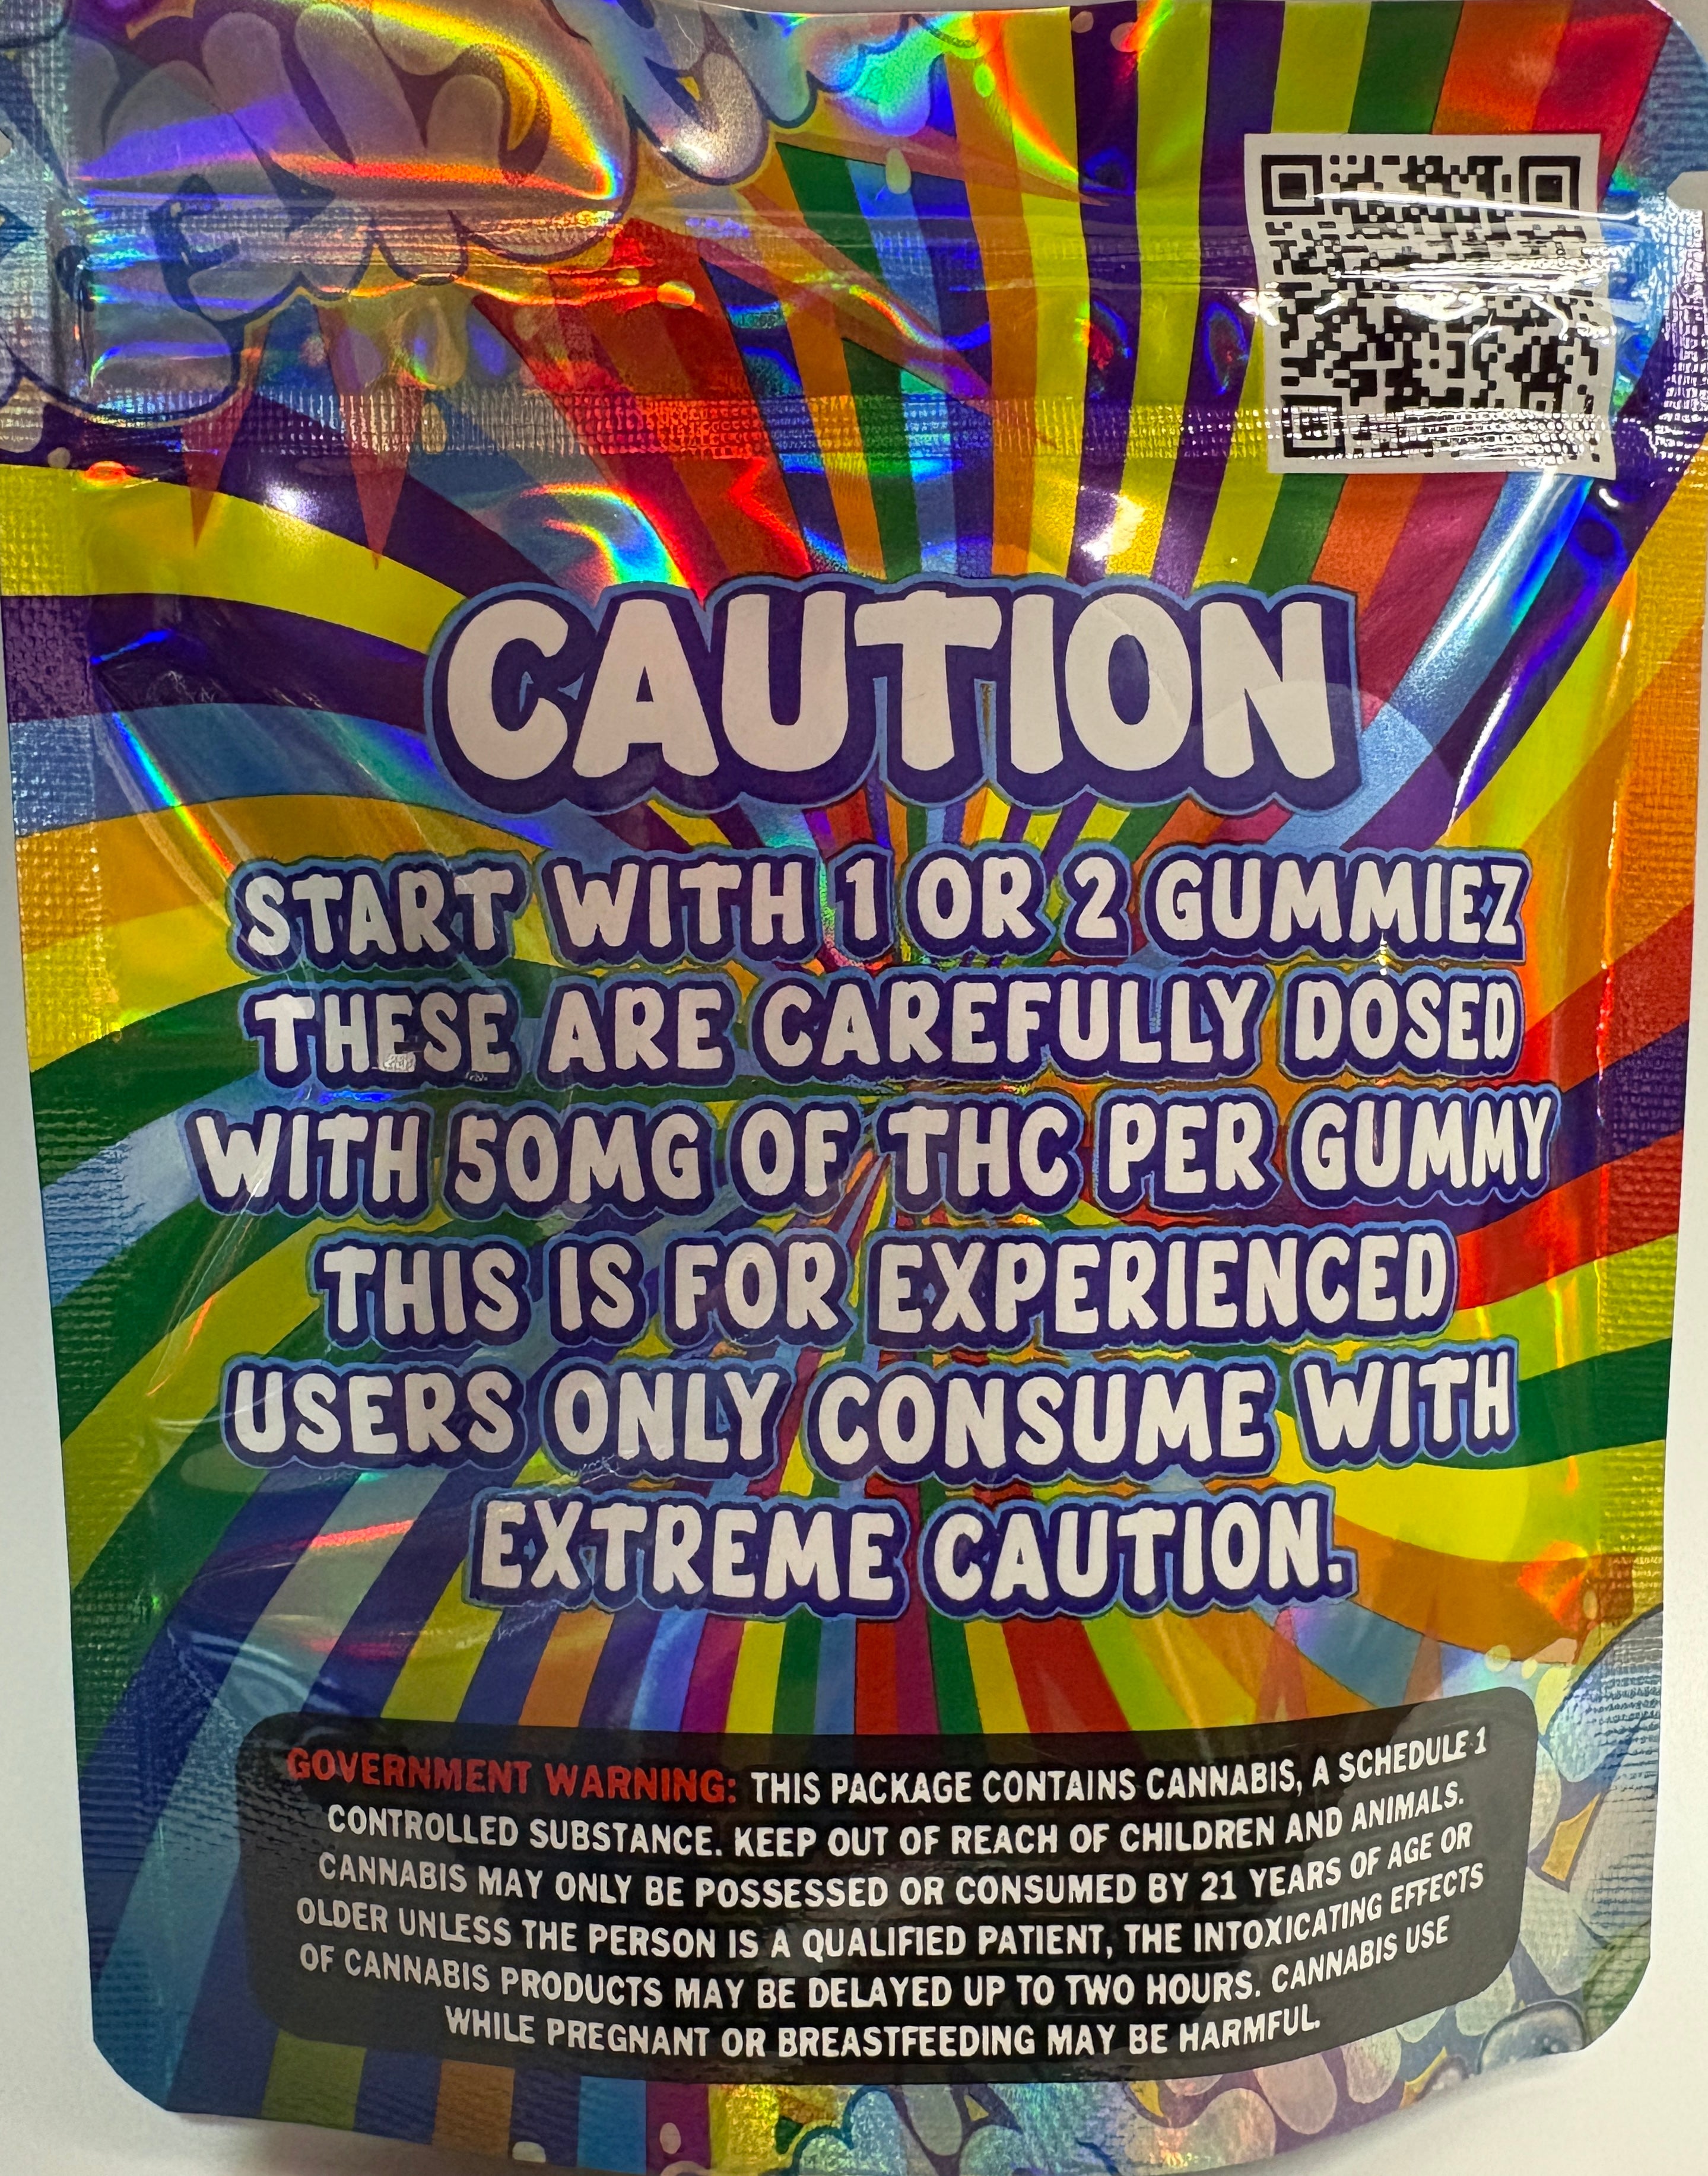 CAUTION
START WITH 1 OR 2 GUMMIEZ
THESE ARE CAREFULLY DOSED
WITH 50MG OF THC PER GUMMY
THIS IS FOR EXPERIENCED
USERS ONLY CONSUME WITH
EXTREME CAUTION.
GOVERNMENT WARNING: THIS PACKAGE CONTAINS CANNABIS, A SCHEDULE 1
CONTROLLED SUBSTANCE. KEEP OUT OF REACH OF CHILDREN AND ANIMALS.
CANNABIS MAY ONLY BE POSSESSED OR CONSUMED BY 21 YEARS OF AGE OR
OLDER UNLESS THE PERSON IS A QUALIFIED PATIENT, THE INTOXICATING EFFECTS
OF CANNABIS PRODUCTS MAY BE DELAYED UP TO TWO HOURS. CANNABIS USE
WHILE PREGNANT OR BREASTFEEDING MAY BE HARMFUL.